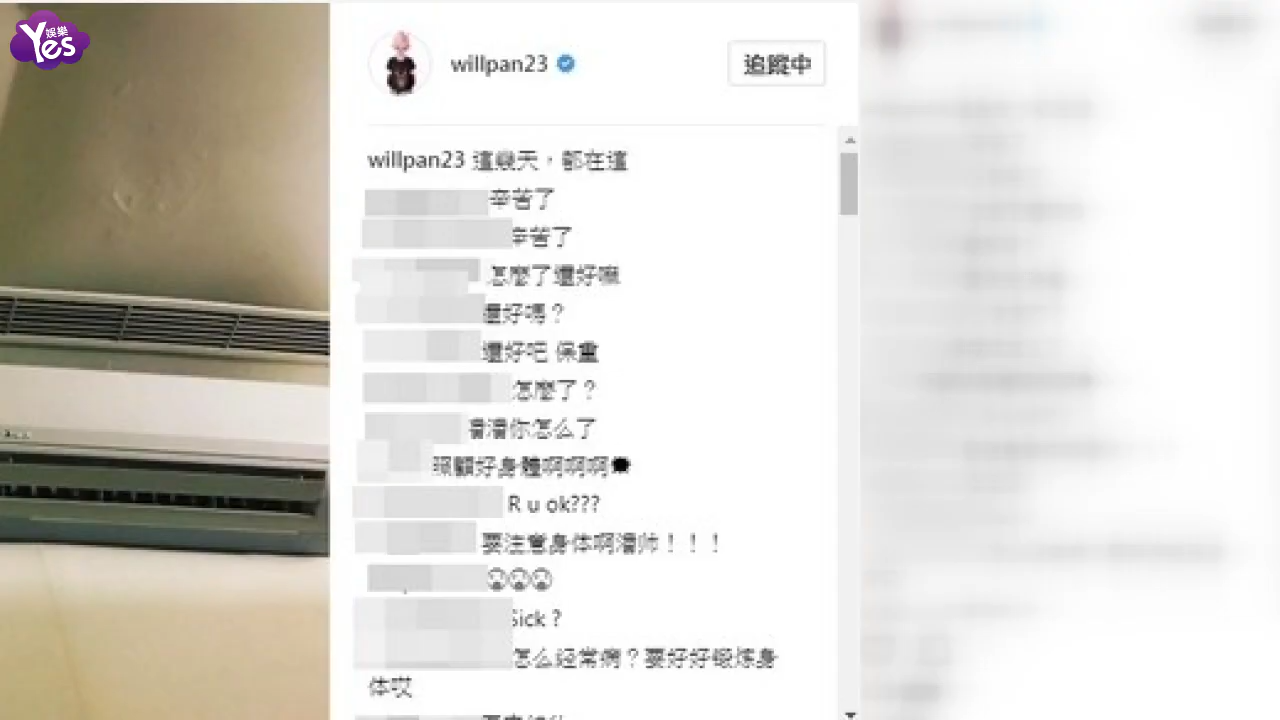 娛樂
Yes
willpan23
追蹤中
willpan23 這幾天，都在這
辛苦了
辛苦了
怎麼了還好嘛
還好嗎？
還好吧 保重
怎麼了？
潘潘你怎么了
照顧好身體啊啊啊
R u ok???
要注意身体啊潘帅！！！
Sick？
怎么经常病？要好好锻炼身
体哎